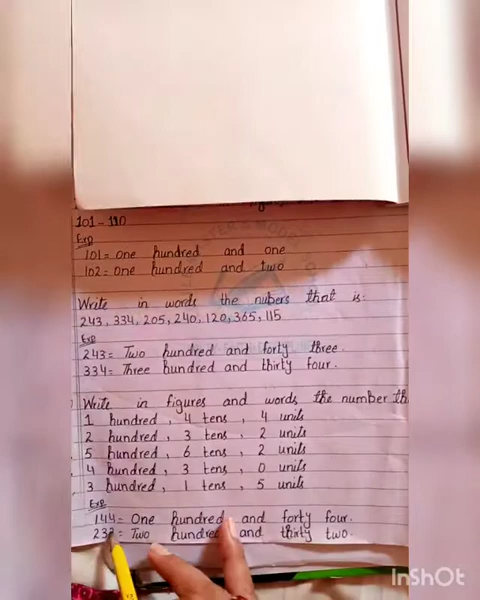 101 - 110
Exp
101 = One hundred and one
102 = One hundred and two
Write in words the nubers that is:
243, 334, 205, 240, 120, 365, 115
Exp
243 = Two hundred and forty three.
334 = Three hundred and thirty four.
Write in figures and words, the number th
1 hundred, 4 tens, 4 units
2 hundred, 3 tens, 2 units
5 hundred, 6 tens, 2 units
4 hundred, 3 tens, 0 units
3 hundred, 1 tens, 5 units
Exp
144 = One hundred and forty four.
232 = Two hundred and thirty two.
InShOt